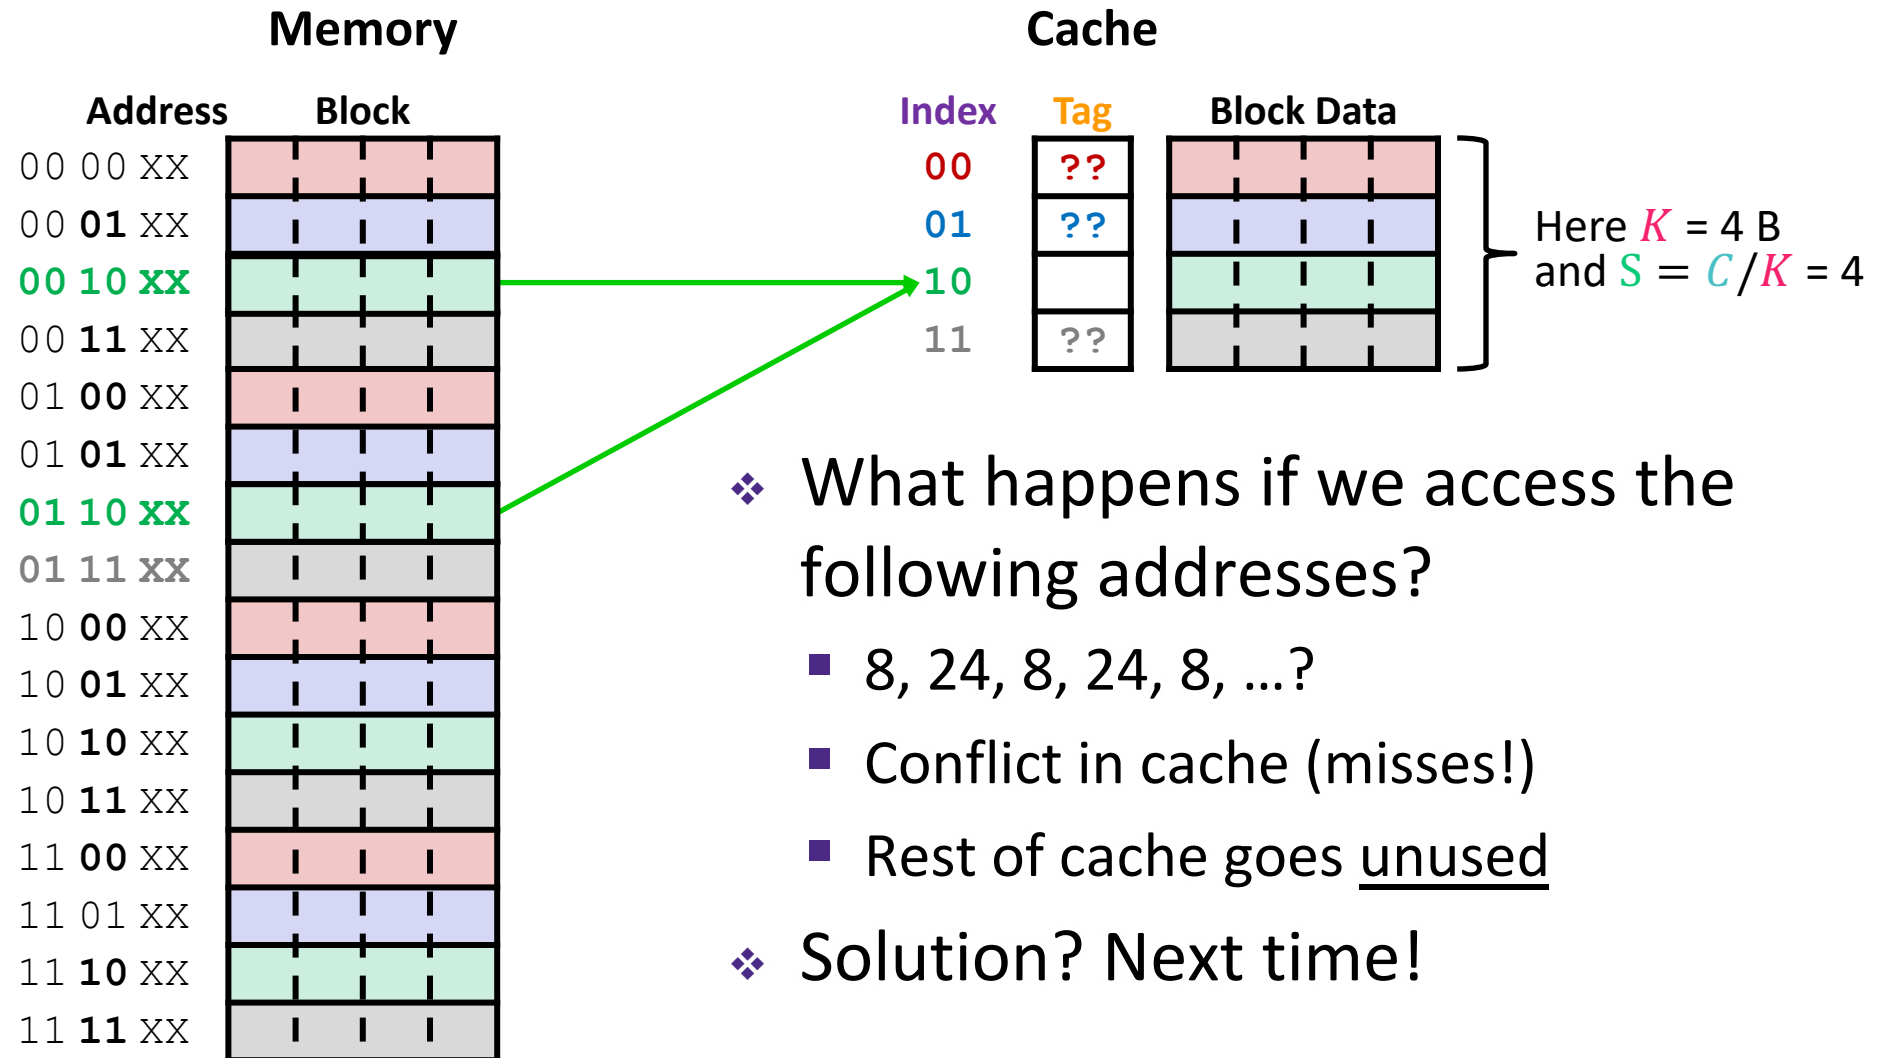 Memory
Cache
Address Block
Index Tag Block Data
00 00 XX
00 01 XX
00 10 XX
00 11 XX
01 00 XX
01 01 XX
01 10 XX
01 11 XX
10 00 XX
10 01 XX
10 10 XX
10 11 XX
11 00 XX
11 01 XX
11 10 XX
11 11 XX
00 ??
01 ??
10
11 ??
Here K = 4 B
and S = C/K = 4
❖ What happens if we access the
following addresses?
▪ 8, 24, 8, 24, 8, …?
▪ Conflict in cache (misses!)
▪ Rest of cache goes unused
❖ Solution? Next time!